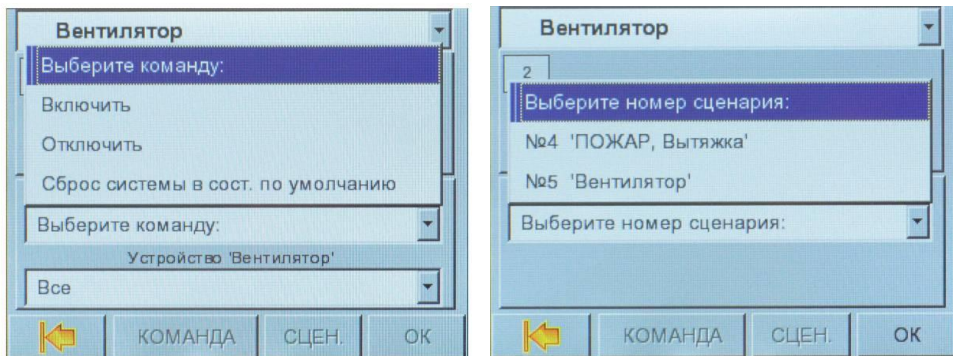 Вентилятор
Выберите команду:
Включить
Отключить
Сброс системы в сост. по умолчанию
Выберите команду:
Устройство 'Вентилятор'
Все
КОМАНДА
СЦЕН.
ОК
Вентилятор
2
Выберите номер сценария:
№4 'ПОЖАР, Вытяжка'
№5 'Вентилятор'
Выберите номер сценария:
КОМАНДА
СЦЕН.
ОК